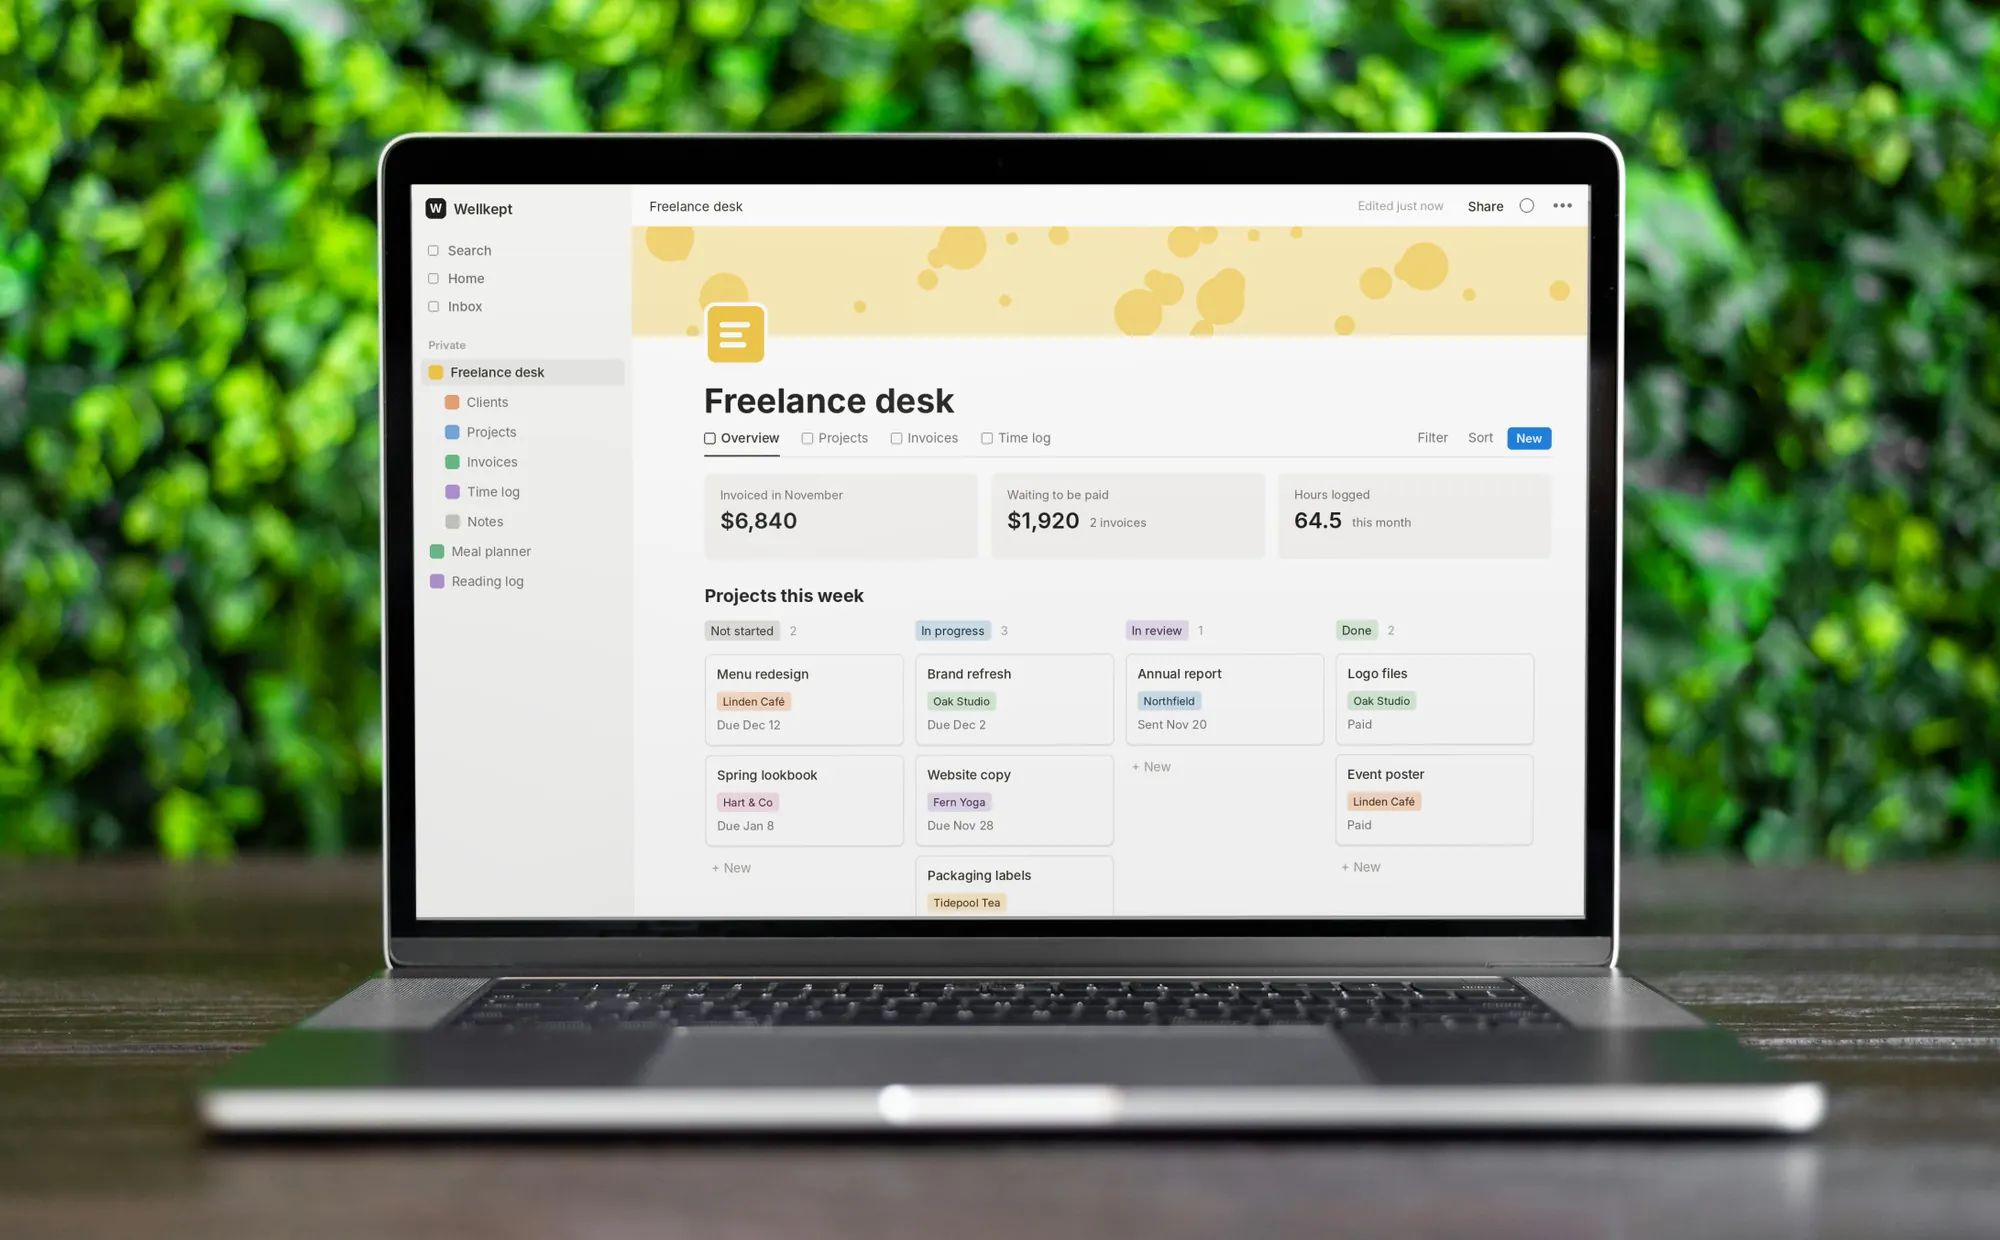 W Wellkept
Search
Home
Inbox
Private
Freelance desk
Clients
Projects
Invoices
Time log
Notes
Meal planner
Reading log
Freelance desk
Edited just now Share •••
Freelance desk
Overview Projects Invoices Time log
Filter Sort New
Invoiced in November
$6,840
Waiting to be paid
$1,920 2 invoices
Hours logged
64.5 this month
Projects this week
Not started 2
Menu redesign
Linden Café
Due Dec 12
Spring lookbook
Hart & Co
Due Jan 8
+ New
In progress 3
Brand refresh
Oak Studio
Due Dec 2
Website copy
Fern Yoga
Due Nov 28
Packaging labels
Tidepool Tea
In review 1
Annual report
Northfield
Sent Nov 20
+ New
Done 2
Logo files
Oak Studio
Paid
Event poster
Linden Café
Paid
+ New